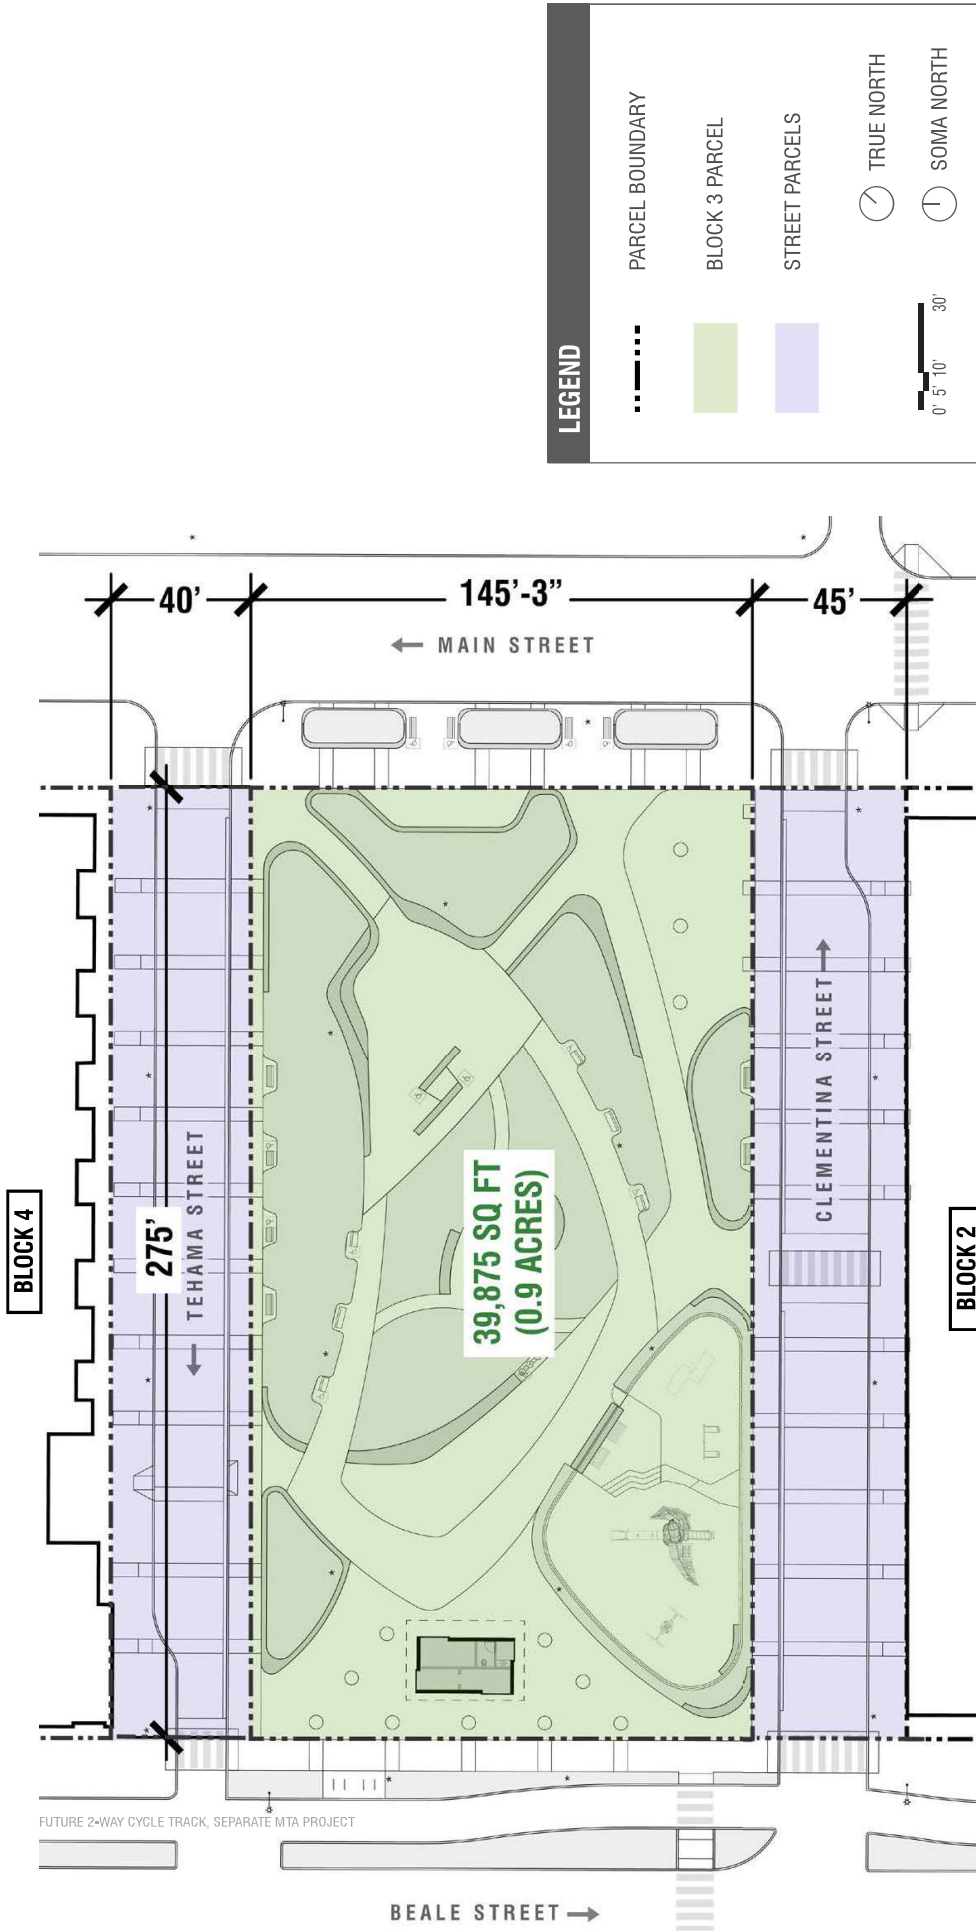 LEGEND
PARCEL BOUNDARY
BLOCK 3 PARCEL
STREET PARCELS
0' 5' 10' 30'
TRUE NORTH
SOMA NORTH
40'
145'-3”
45'
← MAIN STREET
BLOCK 4
275'
← TEHAMA STREET
39,875 SQ FT
(0.9 ACRES)
CLEMENTINA STREET →
BLOCK 2
FUTURE 2-WAY CYCLE TRACK, SEPARATE MTA PROJECT
BEALE STREET →